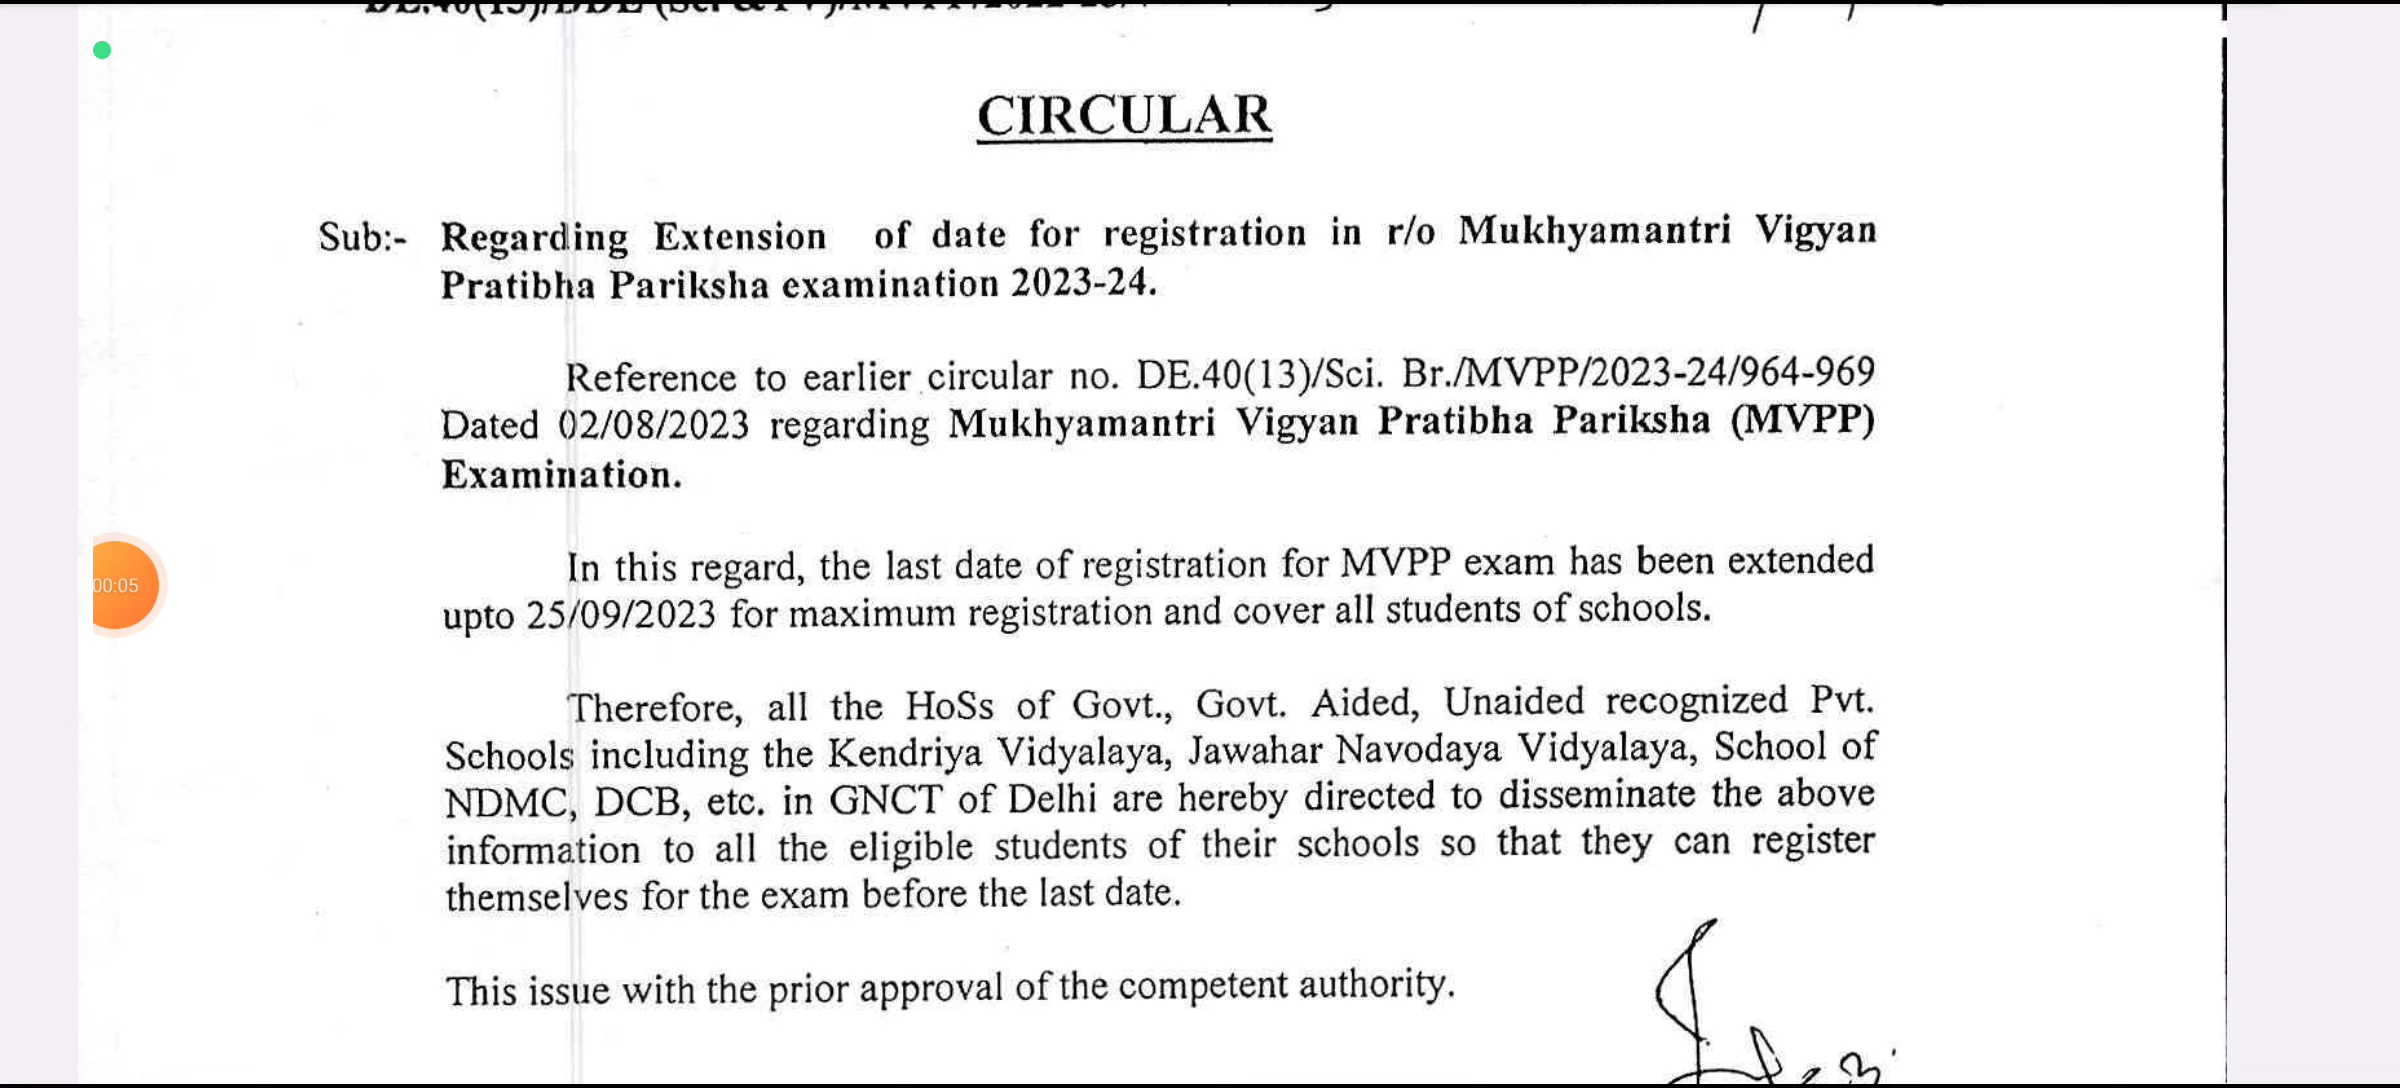 CIRCULAR
Sub:- Regarding Extension of date for registration in r/o Mukhyamantri Vigyan
Pratibha Pariksha examination 2023-24.
Reference to earlier circular no. DE.40(13)/Sci. Br./MVPP/2023-24/964-969
Dated 02/08/2023 regarding Mukhyamantri Vigyan Pratibha Pariksha (MVPP)
Examination.
In this regard, the last date of registration for MVPP exam has been extended
upto 25/09/2023 for maximum registration and cover all students of schools.
00:05
Therefore, all the HoSs of Govt., Govt. Aided, Unaided recognized Pvt.
Schools including the Kendriya Vidyalaya, Jawahar Navodaya Vidyalaya, School of
NDMC, DCB, etc. in GNCT of Delhi are hereby directed to disseminate the above
information to all the eligible students of their schools so that they can register
themselves for the exam before the last date.
This issue with the prior approval of the competent authority.